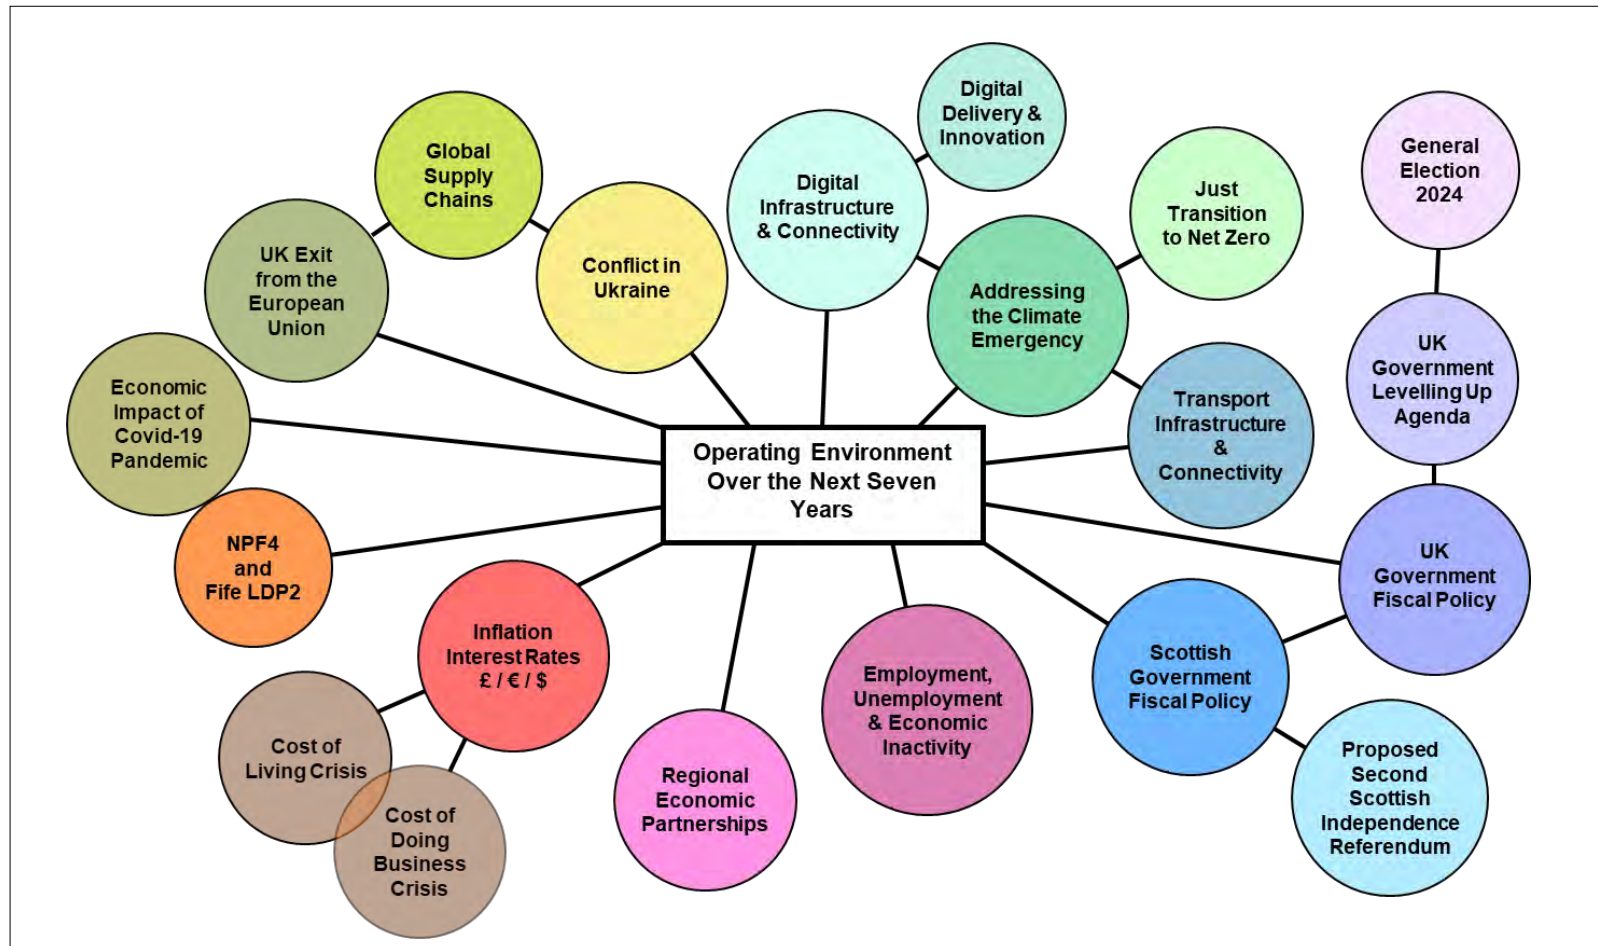 Digital
Delivery &
Innovation
General
Election
2024
Global
Supply
Chains
Digital
Infrastructure
& Connectivity
Just
Transition
to Net Zero
UK Exit
from the
European
Union
Conflict in
Ukraine
Addressing
the Climate
Emergency
UK
Government
Levelling Up
Agenda
Economic
Impact of
Covid-19
Pandemic
Transport
Infrastructure
&
Connectivity
Operating Environment
Over the Next Seven
Years
NPF4
and
Fife LDP2
UK
Government
Fiscal Policy
Inflation
Interest Rates
£ / € / $
Employment,
Unemployment
& Economic
Inactivity
Scottish
Government
Fiscal Policy
Cost of
Living Crisis
Regional
Economic
Partnerships
Proposed
Second
Scottish
Independence
Referendum
Cost of
Doing
Business
Crisis